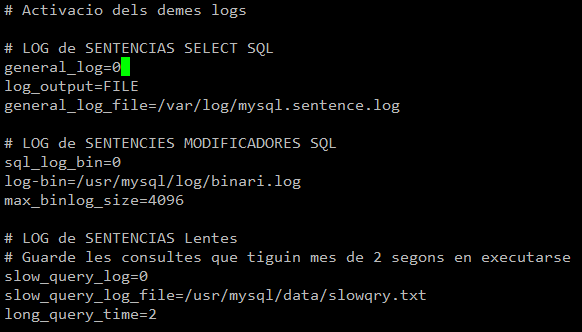 # Activacio dels demes logs
# LOG de SENTENCIAS SELECT SQL
general_log=0
log_output=FILE
general_log_file=/var/log/mysql.sentence.log
# LOG de SENTENCIES MODIFICADORES SQL
sql_log_bin=0
log-bin=/usr/mysql/log/binari.log
max_binlog_size=4096
# LOG de SENTENCIAS Lentes
# Guarde les consultes que tiguin mes de 2 segons en executarse
slow_query_log=0
slow_query_log_file=/usr/mysql/data/slowqry.txt
long_query_time=2